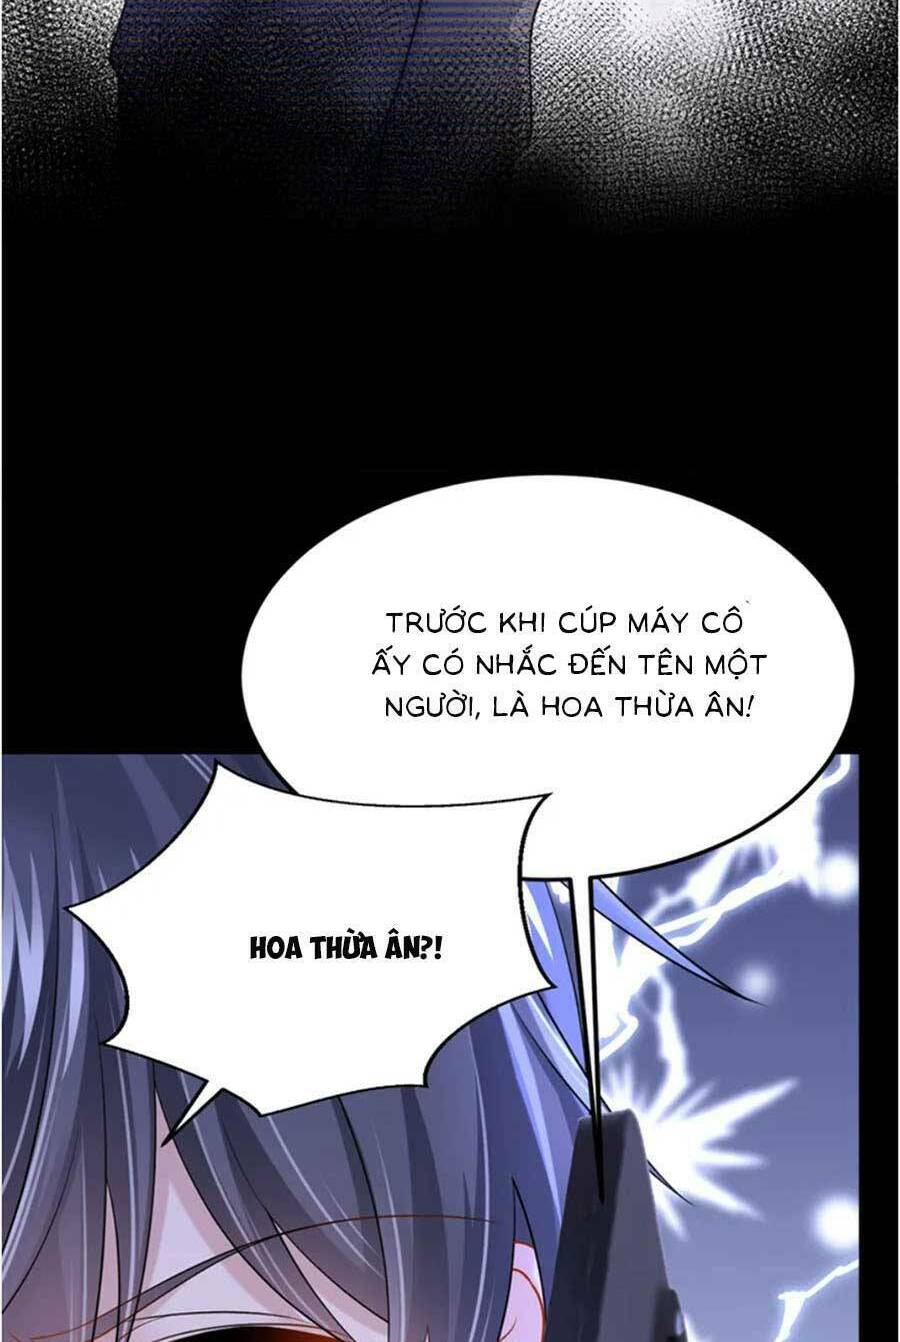 TRƯỚC KHI CÚP MÁY CÔ
ẤY CÓ NHẮC ĐẾN TÊN MỘT
NGƯỜI, LÀ HOA THỪA ÂN!
HOA THỪA ÂN?!